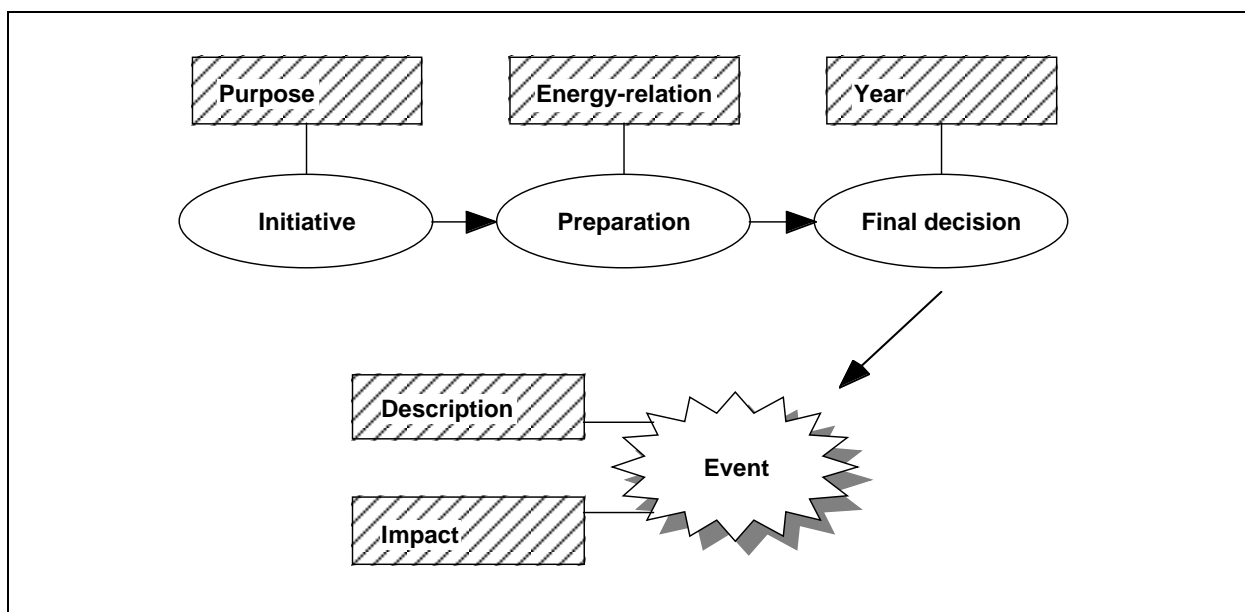 Purpose
Energy-relation
Year
Initiative
Preparation
Final decision
Description
Event
Impact